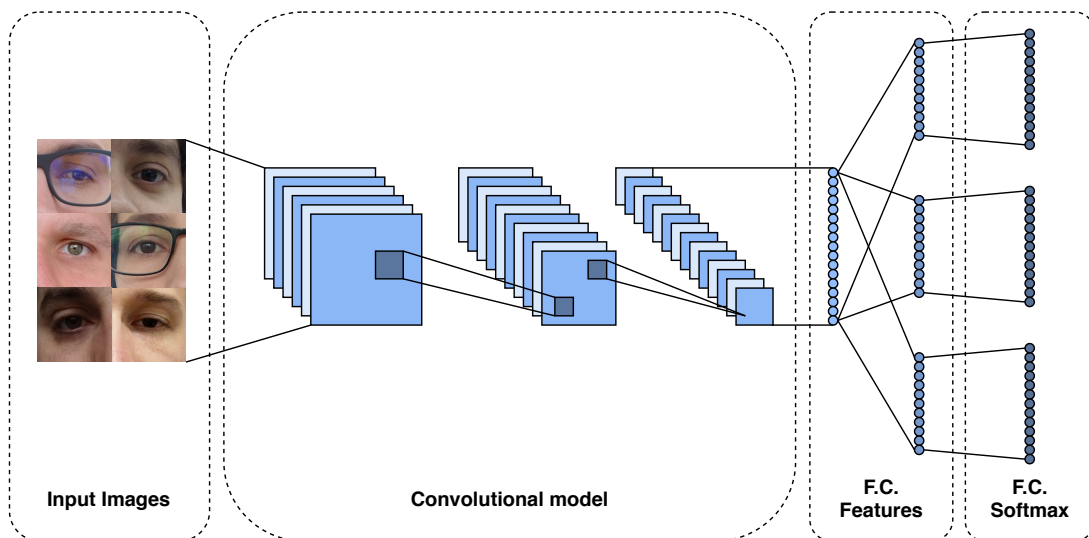 Input Images
Convolutional model
F.C.
Features
F.C.
Softmax